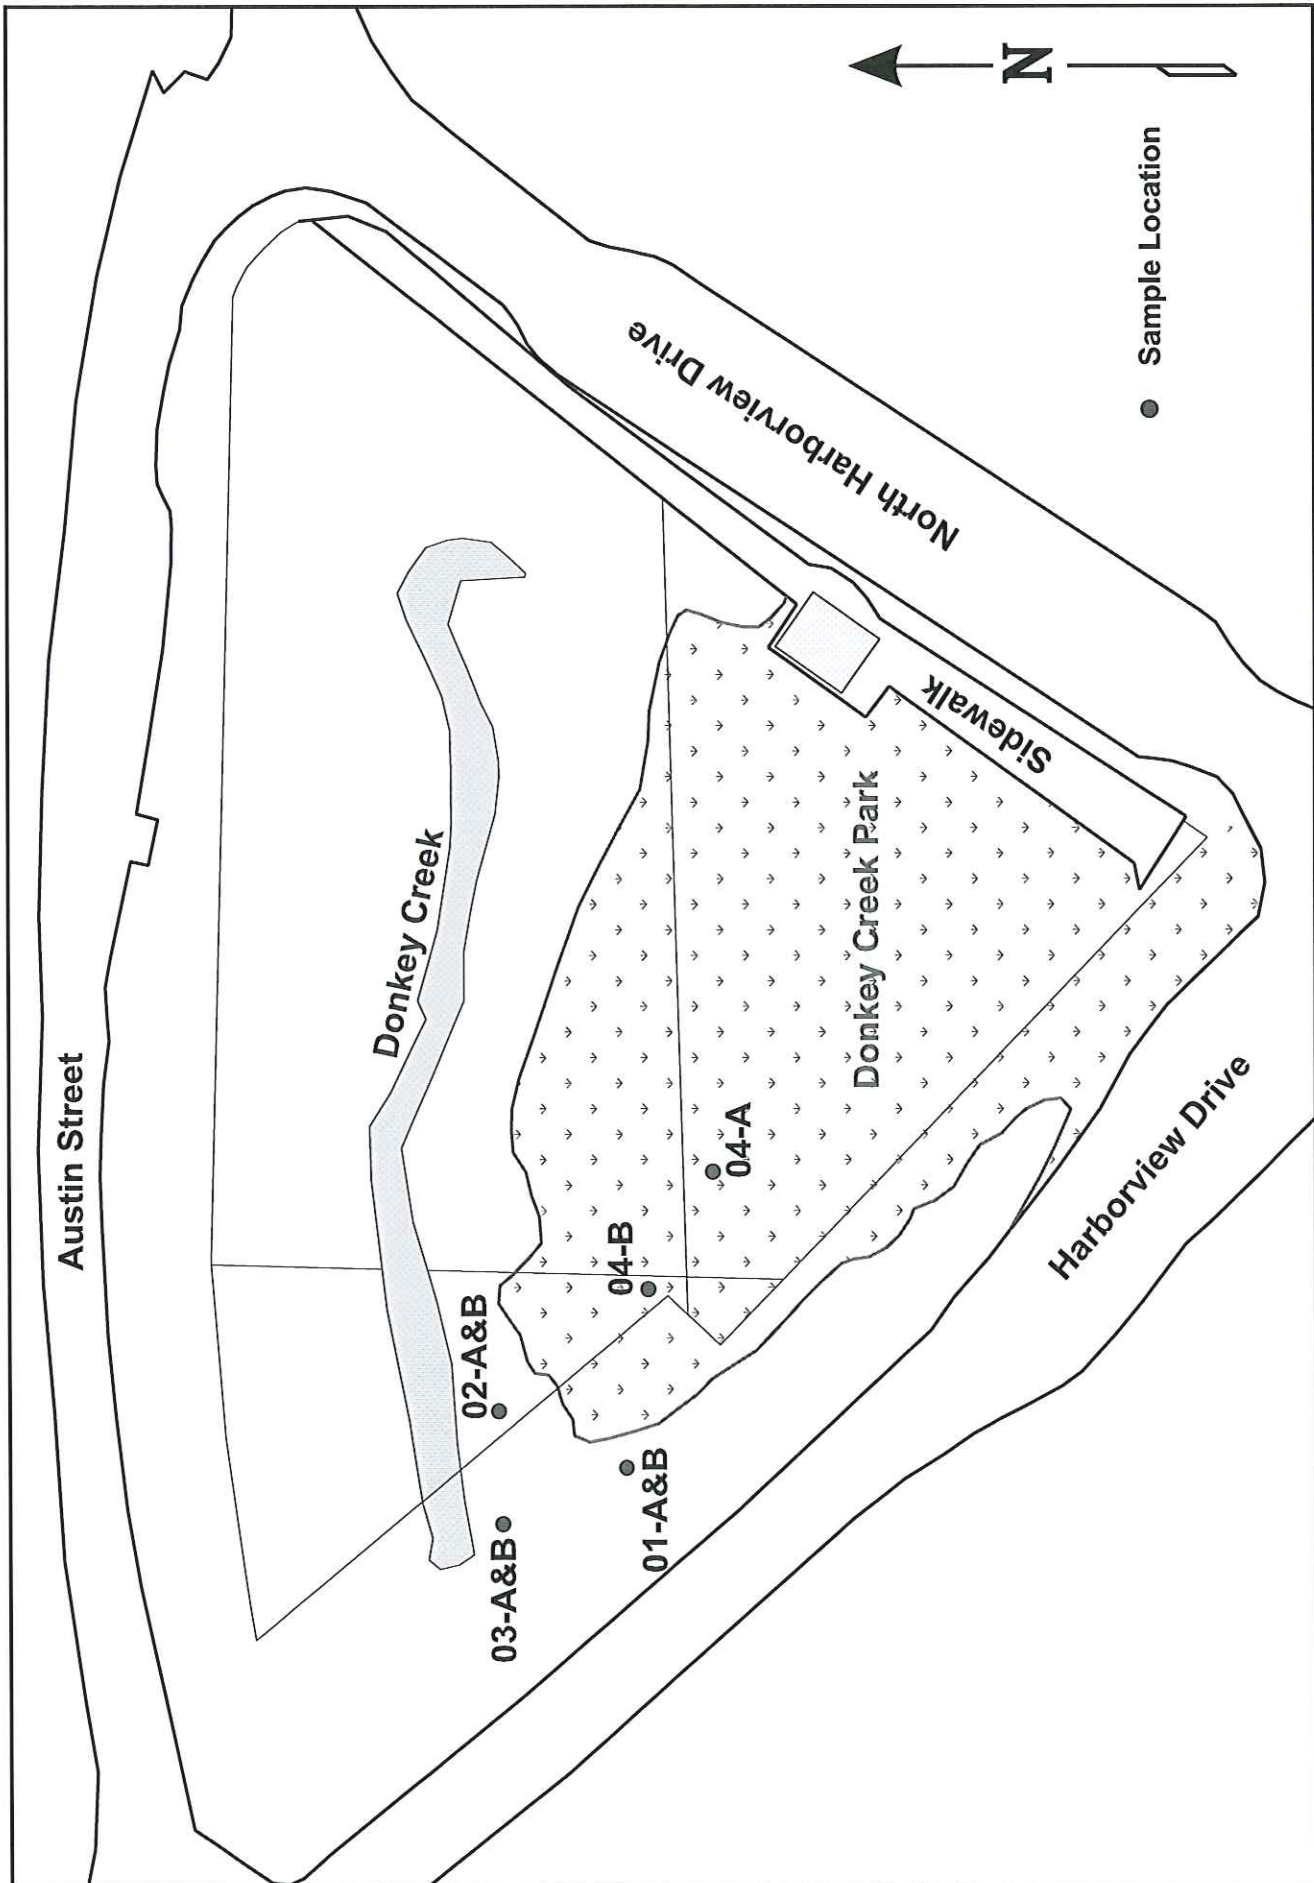 Austin Street
Donkey Creek
02-A&B
03-A&B
04-B
01-A&B
04-A
Donkey Creek Park
Sidewalk
North Harborview Drive
Harborview Drive
N
Sample Location